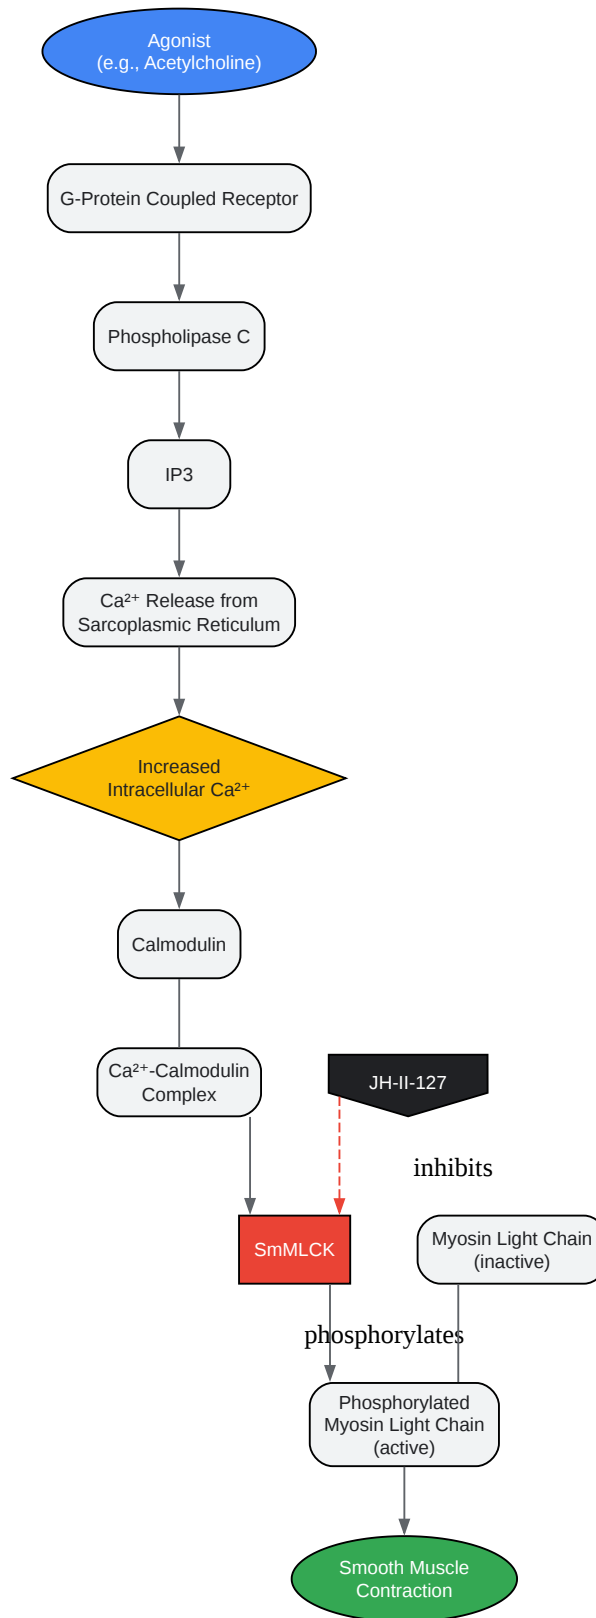 Agonist
(e.g., Acetylcholine)
G-Protein Coupled Receptor
Phospholipase C
IP3
Ca²⁺ Release from
Sarcoplasmic Reticulum
Increased
Intracellular Ca²⁺
Calmodulin
Ca²⁺-Calmodulin
Complex
JH-II-127
inhibits
SmMLCK
Myosin Light Chain
(inactive)
phosphorylates
Phosphorylated
Myosin Light Chain
(active)
Smooth Muscle
Contraction